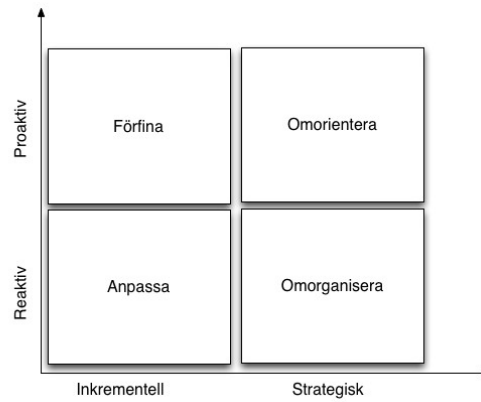 Proaktiv
Förfina
Omorientera
Reaktiv
Anpassa
Omorganisera
Inkrementell
Strategisk